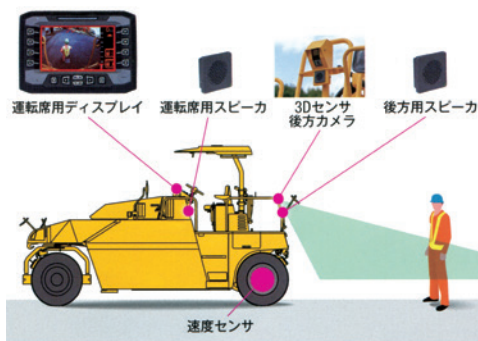 運転席用ディスプレイ
運転席用スピーカ
3Dセンサ
後方カメラ
後方用スピーカ
速度センサ